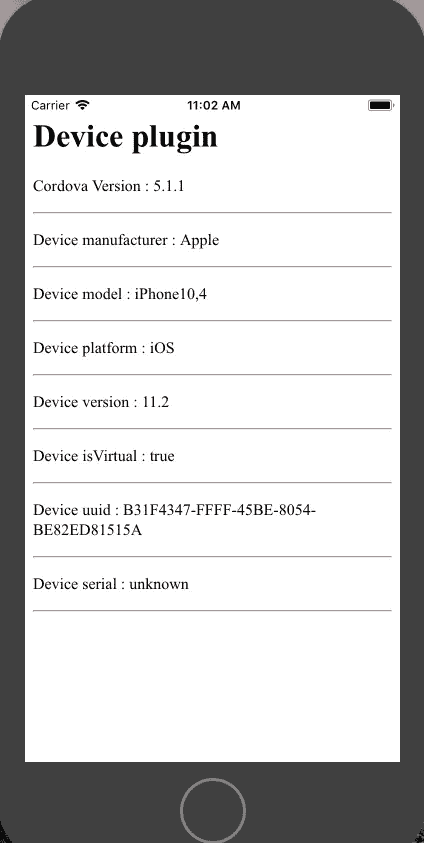 Carrier 11:02 AM
Device plugin
Cordova Version : 5.1.1
Device manufacturer : Apple
Device model : iPhone10,4
Device platform : iOS
Device version : 11.2
Device isVirtual : true
Device uuid : B31F4347-FFFF-45BE-8054-
BE82ED81515A
Device serial : unknown